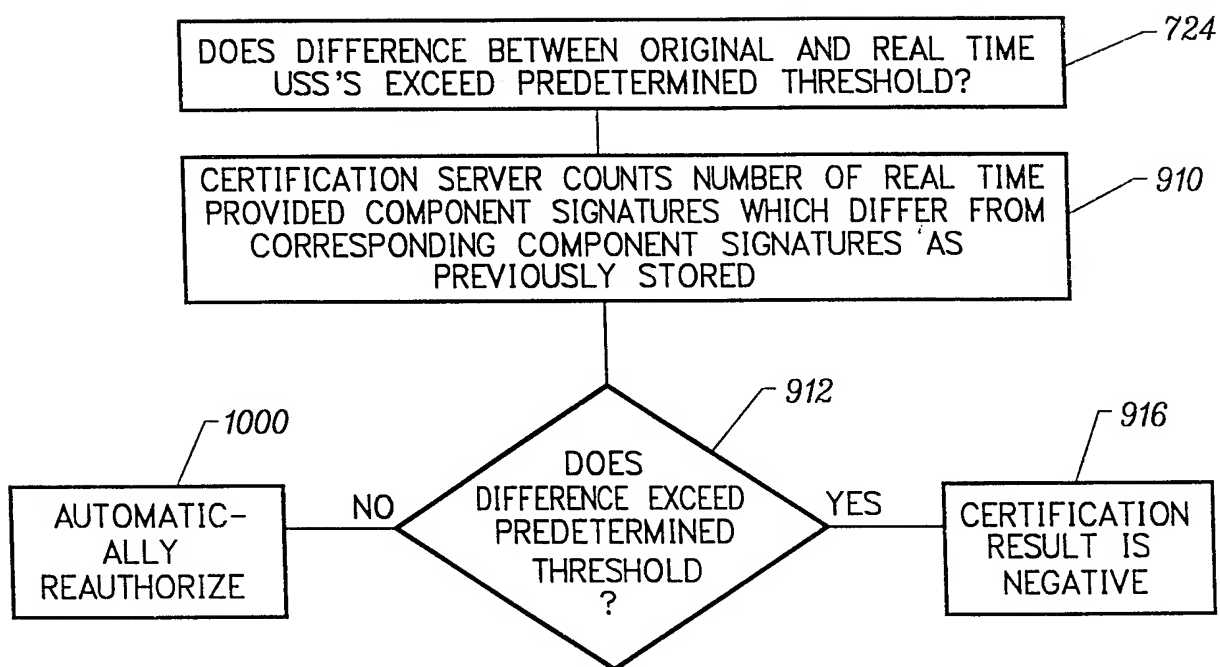 DOES DIFFERENCE BETWEEN ORIGINAL AND REAL TIME
USS'S EXCEED PREDETERMINED THRESHOLD?
724
CERTIFICATION SERVER COUNTS NUMBER OF REAL TIME
PROVIDED COMPONENT SIGNATURES WHICH DIFFER FROM
CORRESPONDING COMPONENT SIGNATURES AS
PREVIOUSLY STORED
910
912
DOES
DIFFERENCE EXCEED
PREDETERMINED
THRESHOLD
?
NO
YES
1000
AUTOMATIC-
ALLY
REAUTHORIZE
916
CERTIFICATION
RESULT IS
NEGATIVE